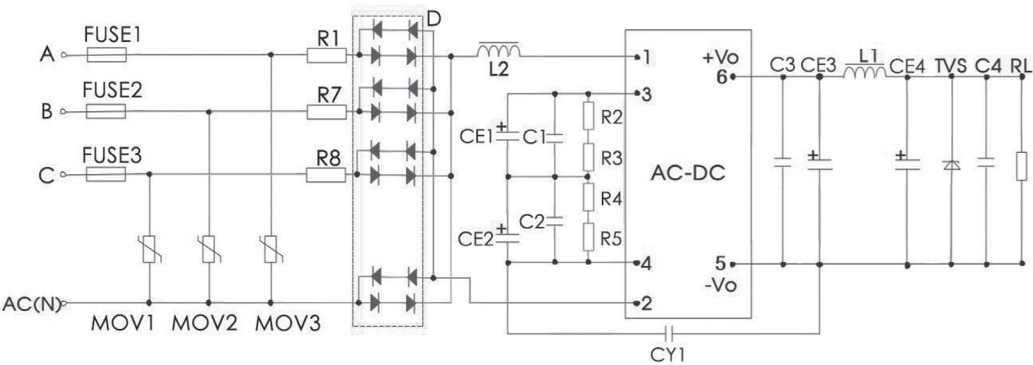 D
FUSE1
R1
A
L2
1
+Vo
6
C3 CE3 L1 CE4 TVS C4 RL
FUSE2
R7
B
3
CE1
C1
R2
R3
FUSE3
R8
C
AC-DC
R4
CE2
C2
R5
4
5
-Vo
AC(N)
2
MOV1 MOV2 MOV3
CY1